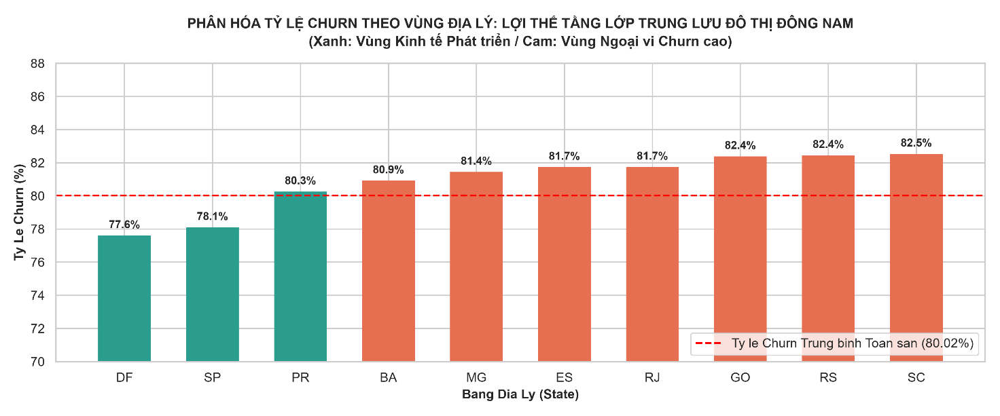 PHÂN HÓA TỶ LỆ CHURN THEO VÙNG ĐỊA LÝ: LỢI THẾ TẦNG LỚP TRUNG LƯU ĐÔ THỊ ĐÔNG NAM
(Xanh: Vùng Kinh tế Phát triển / Cam: Vùng Ngoại vi Churn cao)
Ty Le Churn (%)
88
86
84
82
80
78
76
74
72
70
77.6%
78.1%
80.3%
80.9%
81.4%
81.7%
81.7%
82.4%
82.4%
82.5%
Ty le Churn Trung binh Toan san (80.02%)
DF
SP
PR
BA
MG
ES
RJ
GO
RS
SC
Bang Dia Ly (State)